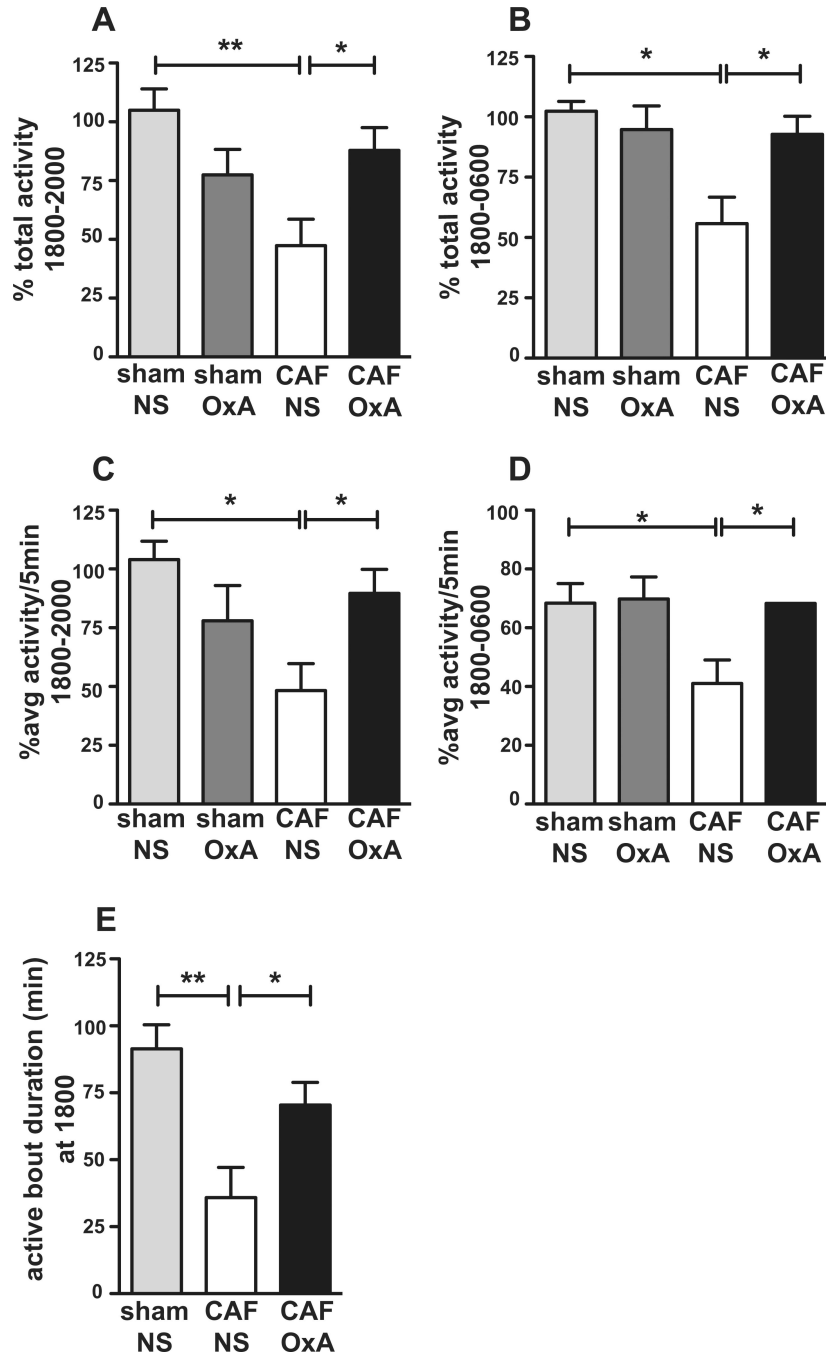 A
% total activity
1800-2000
125
100
75
50
25
0
**
*
sham NS
sham OxA
CAF NS
CAF OxA
B
% total activity
1800-0600
125
100
75
50
25
0
*
*
sham NS
sham OxA
CAF NS
CAF OxA
C
%avg activity/5min
1800-2000
125
100
75
50
25
0
*
*
sham NS
sham OxA
CAF NS
CAF OxA
D
%avg activity/5min
1800-0600
100
80
60
40
20
0
*
*
sham NS
sham OxA
CAF NS
CAF OxA
E
active bout duration (min)
at 1800
125
100
75
50
25
0
**
*
sham NS
CAF NS
CAF OxA